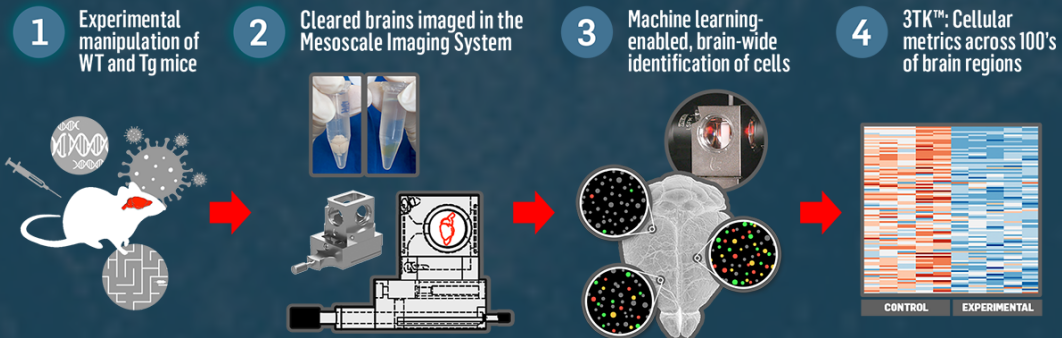 1
Experimental
manipulation of
WT and Tg mice
2
Cleared brains imaged in the
Mesoscale Imaging System
3
Machine learning-
enabled, brain-wide
identification of cells
4
3TK™: Cellular
metrics across 100's
of brain regions
CONTROL
EXPERIMENTAL